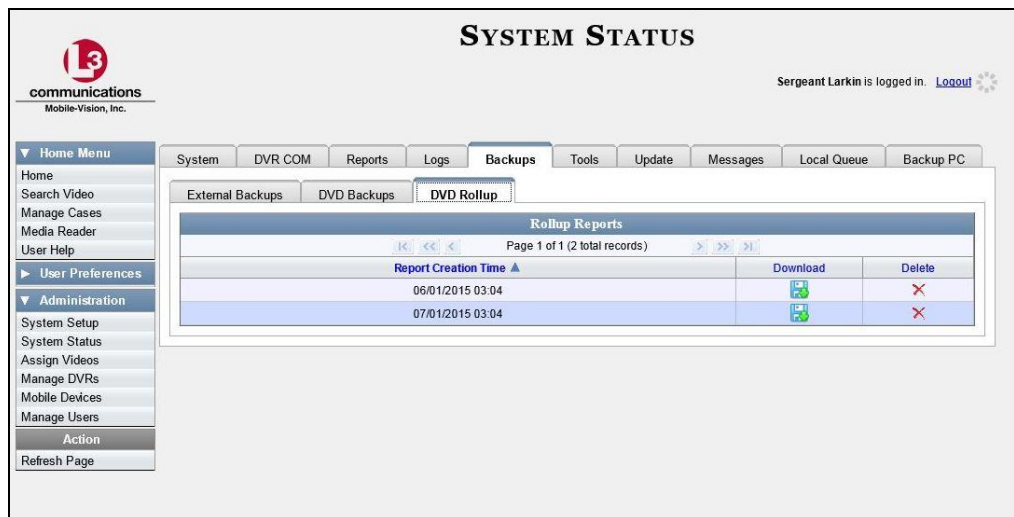 SYSTEM STATUS
L3
communications
Mobile-Vision, Inc.
Sergeant Larkin is logged in. Logout
▼ Home Menu
Home
Search Video
Manage Cases
Media Reader
User Help
► User Preferences
▼ Administration
System Setup
System Status
Assign Videos
Manage DVRs
Mobile Devices
Manage Users
Action
Refresh Page
System DVR COM Reports Logs Backups Tools Update Messages Local Queue Backup PC
External Backups DVD Backups DVD Rollup
Rollup Reports
|< << < Page 1 of 1 (2 total records) > >> >|
Report Creation Time ▲ Download Delete
06/01/2015 03:04
07/01/2015 03:04